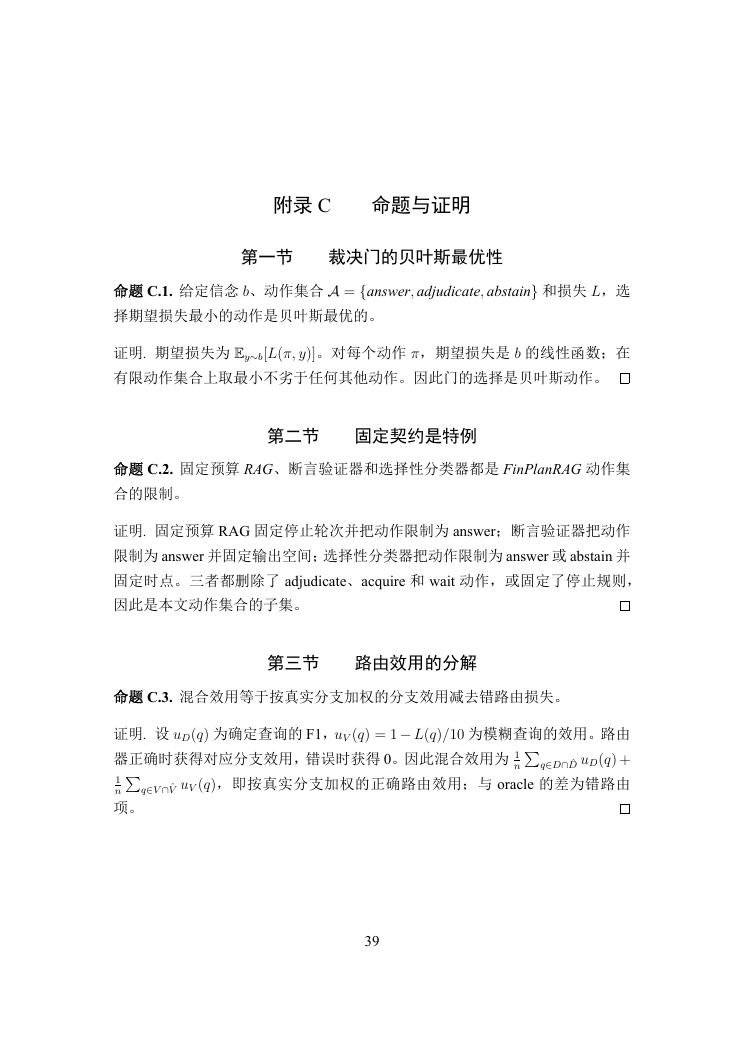 附录 C 命题与证明
第一节 裁决门的贝叶斯最优性
命题 C.1. 给定信念 b、动作集合 𝒜 = {answer, adjudicate, abstain} 和损失 L，选
择期望损失最小的动作是贝叶斯最优的。
证明. 期望损失为 𝔼_{y∼b}[L(π, y)]。对每个动作 π，期望损失是 b 的线性函数；在
有限动作集合上取最小不劣于任何其他动作。因此门的选择是贝叶斯动作。 □
第二节 固定契约是特例
命题 C.2. 固定预算 RAG、断言验证器和选择性分类器都是 FinPlanRAG 动作集
合的限制。
证明. 固定预算 RAG 固定停止轮次并把动作限制为 answer；断言验证器把动作
限制为 answer 并固定输出空间；选择性分类器把动作限制为 answer 或 abstain 并
固定时点。三者都删除了 adjudicate、acquire 和 wait 动作，或固定了停止规则，
因此是本文动作集合的子集。 □
第三节 路由效用的分解
命题 C.3. 混合效用等于按真实分支加权的分支效用减去错路由损失。
证明. 设 u_D(q) 为确定查询的 F1，u_V(q) = 1 − L(q)/10 为模糊查询的效用。路由
器正确时获得对应分支效用，错误时获得 0。因此混合效用为 1/n ∑_{q∈D∩D̂} u_D(q) +
1/n ∑_{q∈V∩V̂} u_V(q)，即按真实分支加权的正确路由效用；与 oracle 的差为错路由
项。 □
39